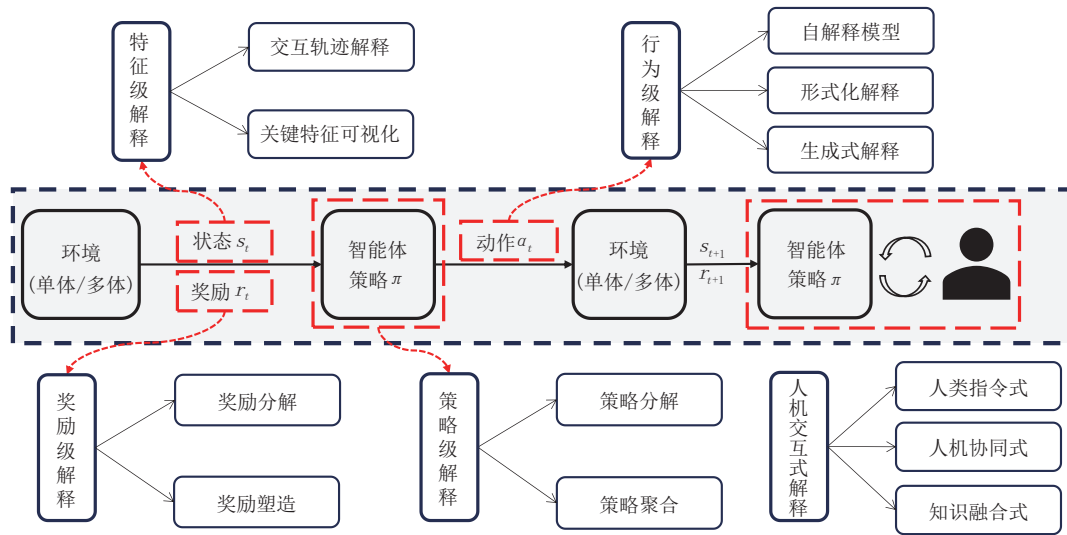 特征级解释
交互轨迹解释
关键特征可视化
行为级解释
自解释模型
形式化解释
生成式解释
环境
(单体/多体)
状态 s_t
奖励 r_t
智能体
策略 π
动作 a_t
环境
(单体/多体)
s_{t+1}
r_{t+1}
智能体
策略 π
奖励级解释
奖励分解
奖励塑造
策略级解释
策略分解
策略聚合
人机交互式解释
人类指令式
人机协同式
知识融合式